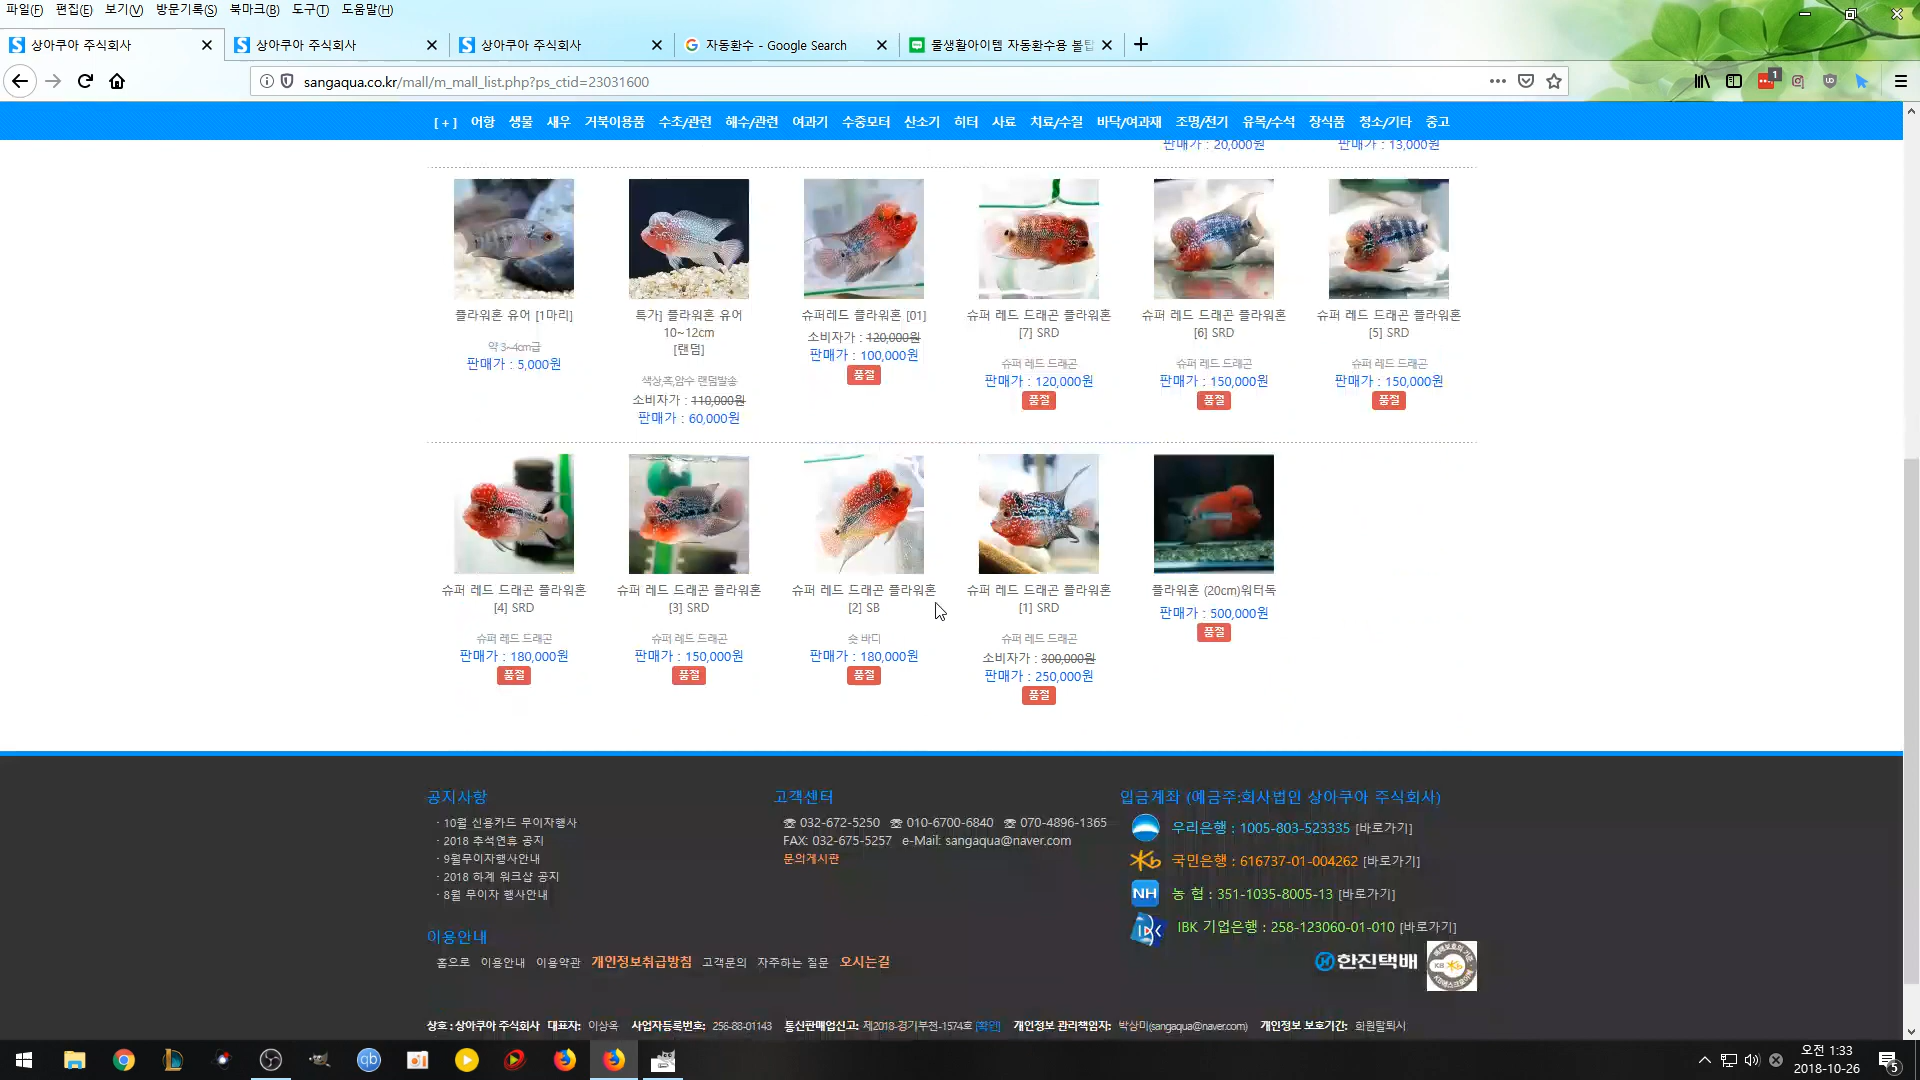 파일(F) 편집(E) 보기(V) 방문기록(S) 북마크(B) 도구(T) 도움말(H)
상아쿠아 주식회사 상아쿠아 주식회사 상아쿠아 주식회사 자동환수 - Google Search 물생활아이템 자동환수용 볼탑
sangaqua.co.kr/mall/m_mall_list.php?ps_ctid=23031600
1
[ + ] 어항 생물 새우 거북이용품 수초/관련 해수/관련 여과기 수중모터 산소기 히터 사료 치료/수질 바닥/여과재 조명/전기 유목/수석 장식품 청소/기타 중고
판매가 : 20,000원 판매가 : 13,000원
플라워혼 유어 [1마리]
약 3~4cm급
판매가 : 5,000원
특가] 플라워혼 유어
10~12cm
[랜덤]
색상,혹,암수 랜덤발송
소비자가 : 110,000원
판매가 : 60,000원
슈퍼레드 플라워혼 [01]
소비자가 : 120,000원
판매가 : 100,000원
품절
슈퍼 레드 드래곤 플라워혼
[7] SRD
슈퍼 레드 드래곤
판매가 : 120,000원
품절
슈퍼 레드 드래곤 플라워혼
[6] SRD
슈퍼 레드 드래곤
판매가 : 150,000원
품절
슈퍼 레드 드래곤 플라워혼
[5] SRD
슈퍼 레드 드래곤
판매가 : 150,000원
품절
슈퍼 레드 드래곤 플라워혼
[4] SRD
슈퍼 레드 드래곤
판매가 : 180,000원
품절
슈퍼 레드 드래곤 플라워혼
[3] SRD
슈퍼 레드 드래곤
판매가 : 150,000원
품절
슈퍼 레드 드래곤 플라워혼
[2] SB
숏 바디
판매가 : 180,000원
품절
슈퍼 레드 드래곤 플라워혼
[1] SRD
슈퍼 레드 드래곤
소비자가 : 300,000원
판매가 : 250,000원
품절
플라워혼 (20cm)워터독
판매가 : 500,000원
품절
공지사항
· 10월 신용카드 무이자행사
· 2018 추석연휴 공지
· 9월무이자행사안내
· 2018 하계 워크샵 공지
· 8월 무이자 행사안내
고객센터
☎ 032-672-5250 ☎ 010-6700-6840 ☎ 070-4896-1365
FAX: 032-675-5257 e-Mail: sangaqua@naver.com
문의게시판
입금계좌 (예금주:회사법인 상아쿠아 주식회사)
우리은행 : 1005-803-523335 [바로가기]
국민은행 : 616737-01-004262 [바로가기]
NH 농 협 : 351-1035-8005-13 [바로가기]
IBK 기업은행 : 258-123060-01-010 [바로가기]
한진택배
이용안내
홈으로 이용안내 이용약관 개인정보취급방침 고객문의 자주하는 질문 오시는길
상호 : 상아쿠아 주식회사 대표자: 이상욱 사업자등록번호: 256-88-01143 통신판매업신고: 제2018-경기부천-1574호 [확인] 개인정보 관리책임자: 박상미(sangaqua@naver.com) 개인정보 보호기간: 회원탈퇴시
오전 1:33
2018-10-26
5